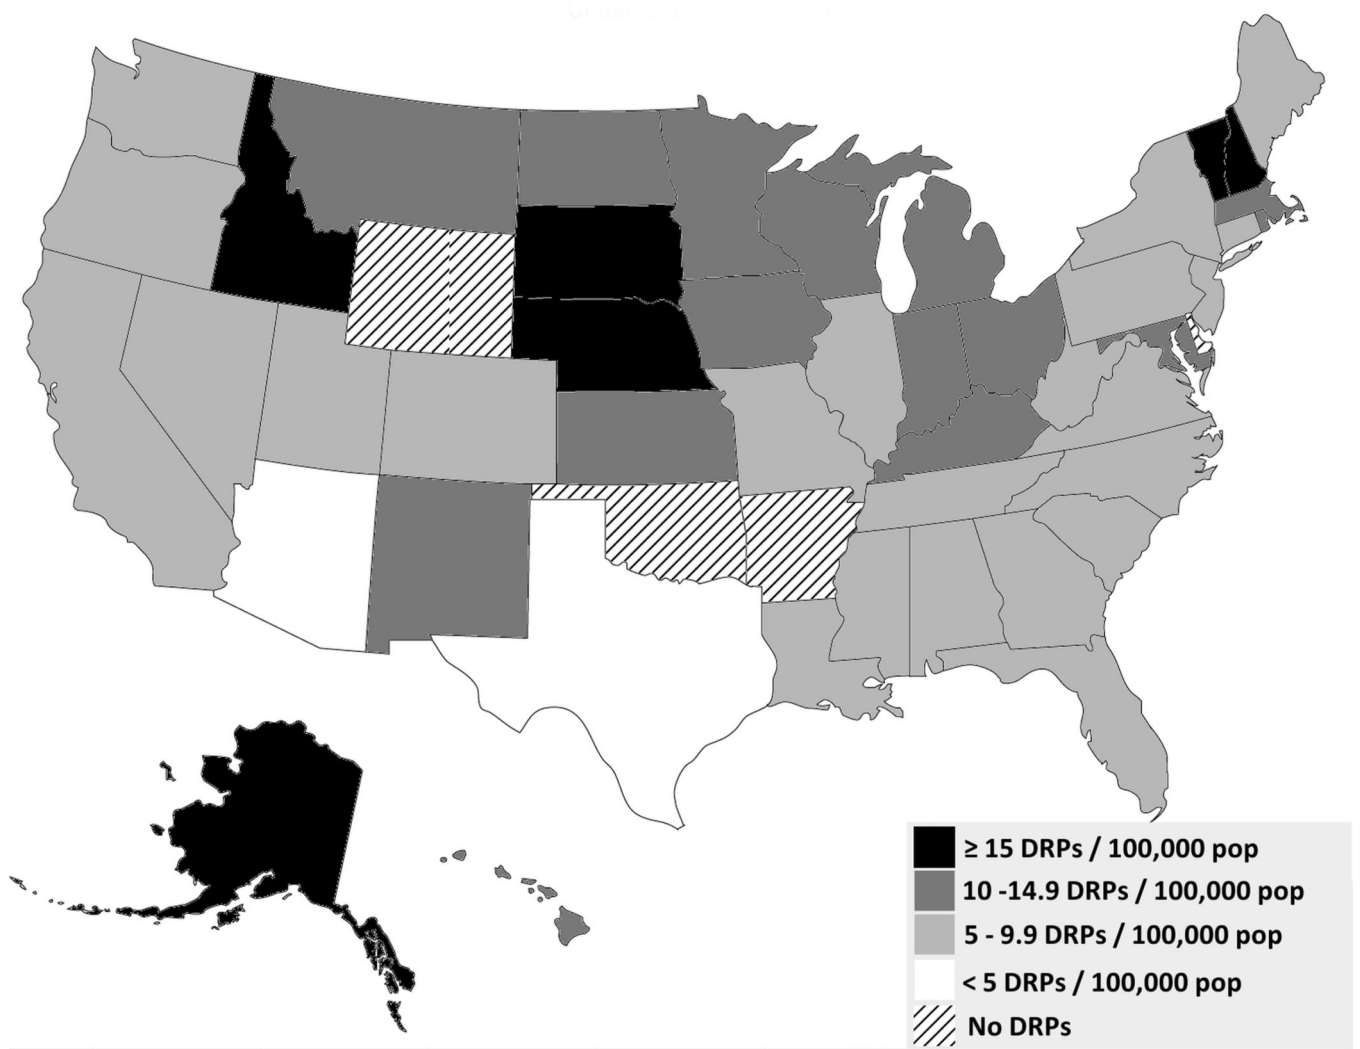 ≥ 15 DRPs / 100,000 pop
10 -14.9 DRPs / 100,000 pop
5 - 9.9 DRPs / 100,000 pop
< 5 DRPs / 100,000 pop
No DRPs